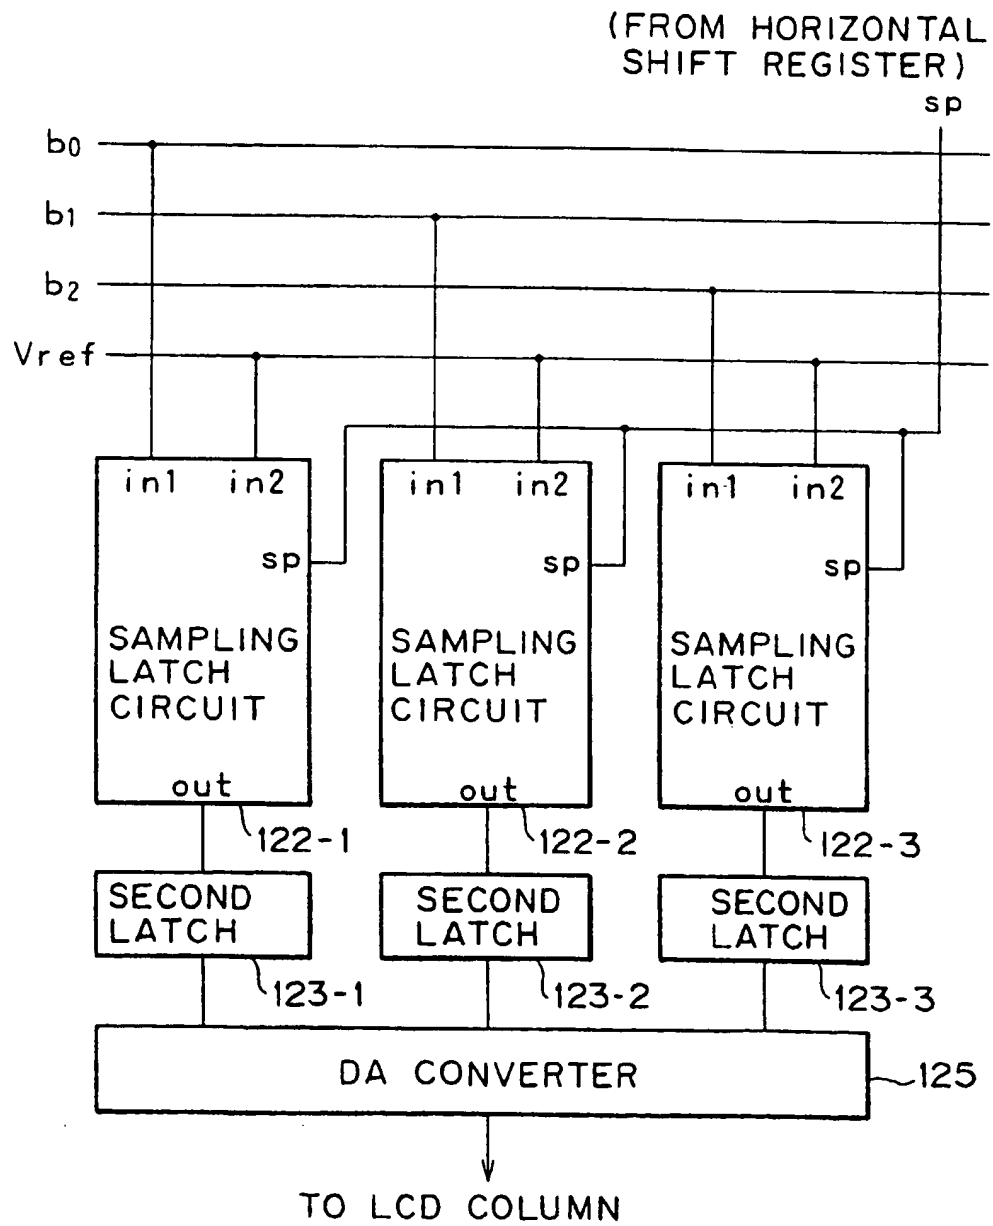 (FROM HORIZONTAL
SHIFT REGISTER)
sp
b0
b1
b2
Vref
in1 in2
in1 in2
in1 in2
sp
sp
sp
SAMPLING
LATCH
CIRCUIT
SAMPLING
LATCH
CIRCUIT
SAMPLING
LATCH
CIRCUIT
out
out
out
122-1
122-2
122-3
SECOND
LATCH
SECOND
LATCH
SECOND
LATCH
123-1
123-2
123-3
DA CONVERTER
125
TO LCD COLUMN